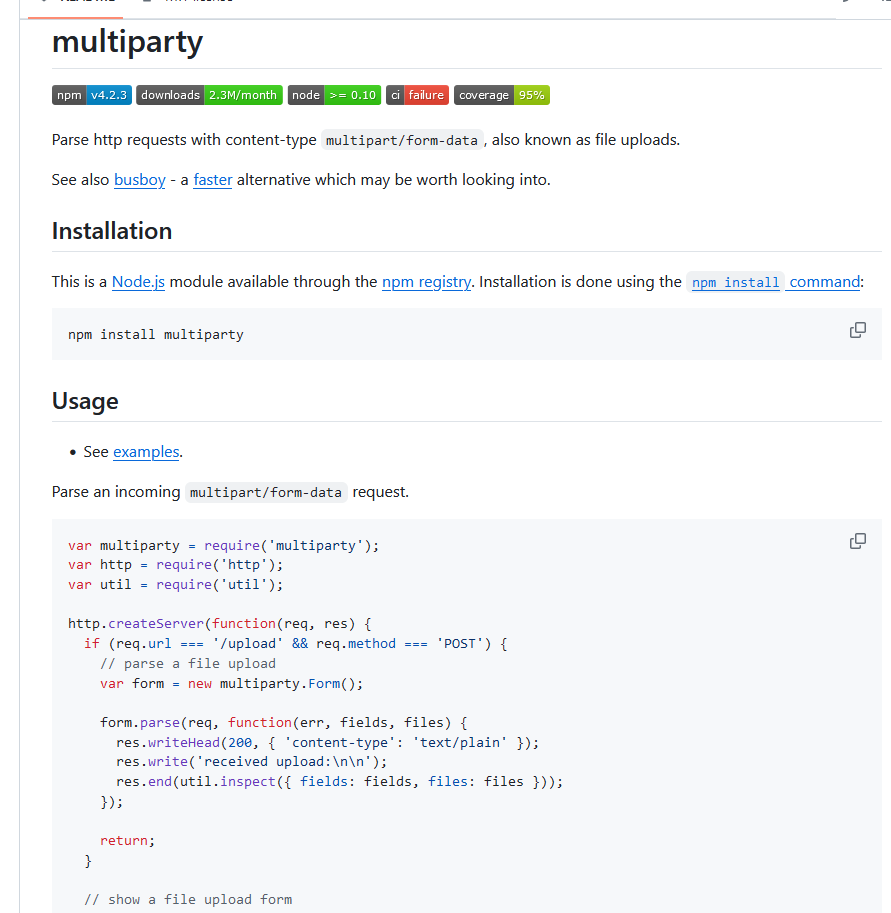 multiparty
npm v4.2.3 downloads 2.3M/month node >= 0.10 ci failure coverage 95%
Parse http requests with content-type multipart/form-data, also known as file uploads.
See also busboy - a faster alternative which may be worth looking into.
Installation
This is a Node.js module available through the npm registry. Installation is done using the npm install command:
npm install multiparty
Usage
• See examples.
Parse an incoming multipart/form-data request.
var multiparty = require('multiparty');
var http = require('http');
var util = require('util');
http.createServer(function(req, res) {
if (req.url === '/upload' && req.method === 'POST') {
// parse a file upload
var form = new multiparty.Form();
form.parse(req, function(err, fields, files) {
res.writeHead(200, { 'content-type': 'text/plain' });
res.write('received upload:\n\n');
res.end(util.inspect({ fields: fields, files: files }));
});
return;
}
// show a file upload form